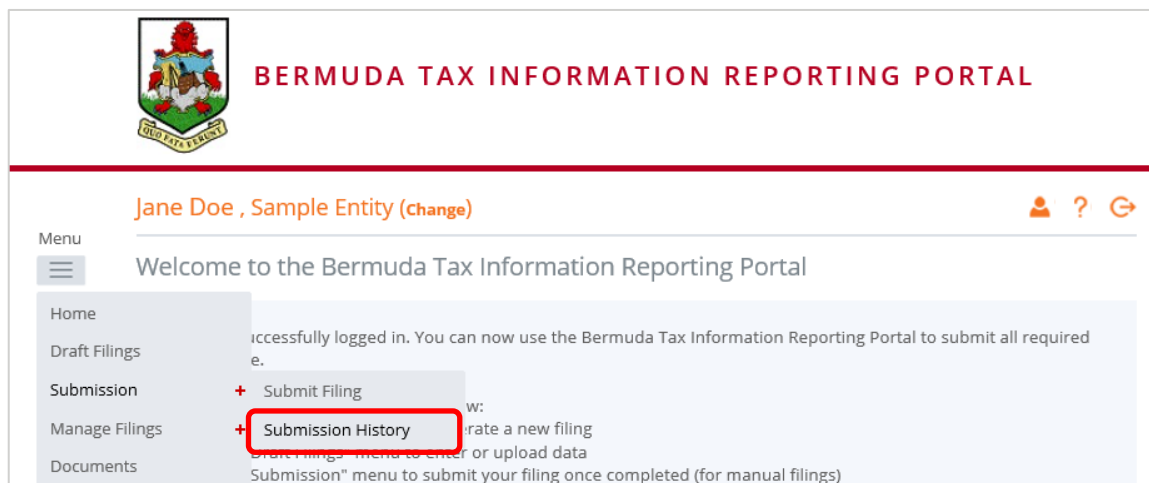 BERMUDA TAX INFORMATION REPORTING PORTAL
QUO FATA FERUNT
Jane Doe , Sample Entity (Change)
?
Menu
Welcome to the Bermuda Tax Information Reporting Portal
Home
Draft Filings
Submission +
Manage Filings +
Documents
Submit Filing
Submission History
successfully logged in. You can now use the Bermuda Tax Information Reporting Portal to submit all required
e.
w:
erate a new filing
Draft Filings" menu to enter or upload data
Submission" menu to submit your filing once completed (for manual filings)